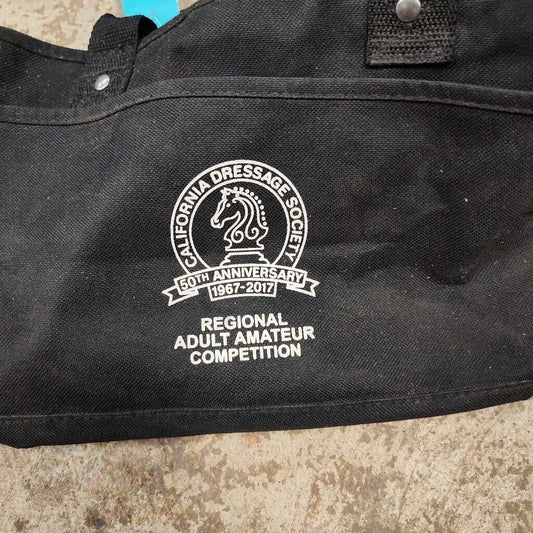 CALIFORNIA DRESSAGE SOCIETY
50TH ANNIVERSARY
1967-2017
REGIONAL
ADULT AMATEUR
COMPETITION